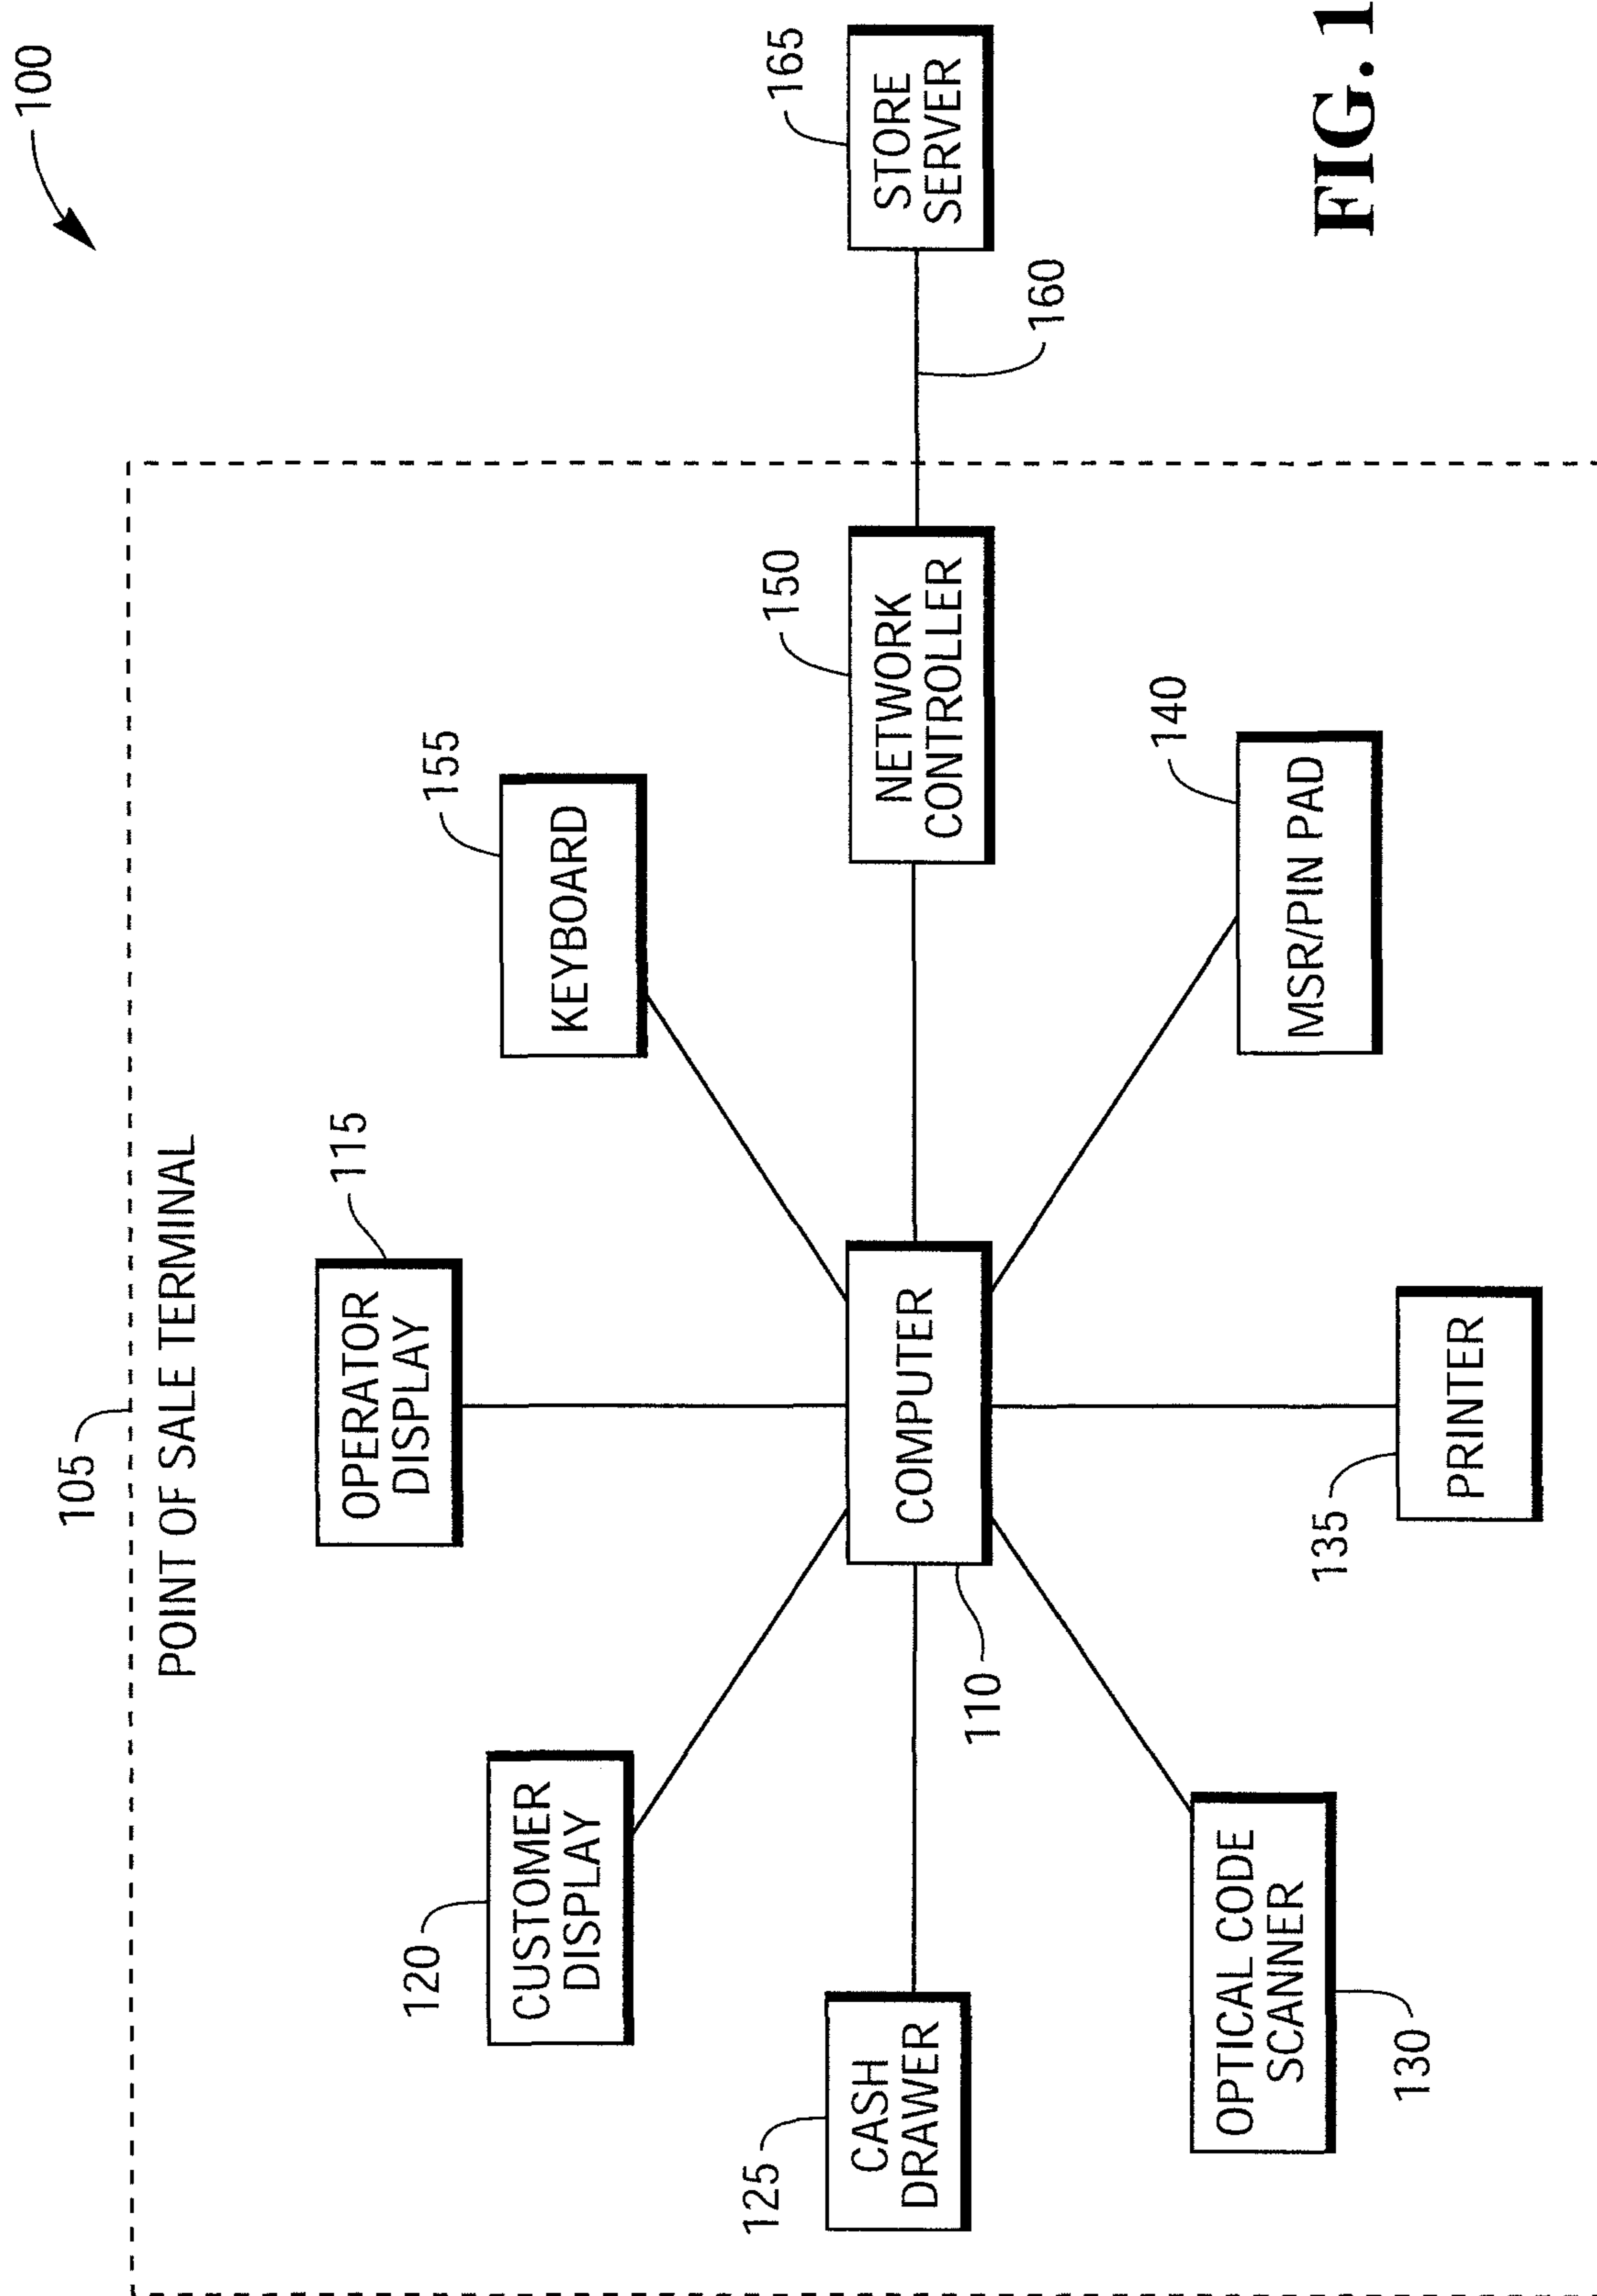 100
105
POINT OF SALE TERMINAL
OPERATOR
DISPLAY
115
120
CUSTOMER
DISPLAY
KEYBOARD
155
125
CASH
DRAWER
COMPUTER
110
NETWORK
CONTROLLER
150
160
STORE
SERVER
165
OPTICAL CODE
SCANNER
130
135
PRINTER
MSR/PIN PAD
140
FIG. 1